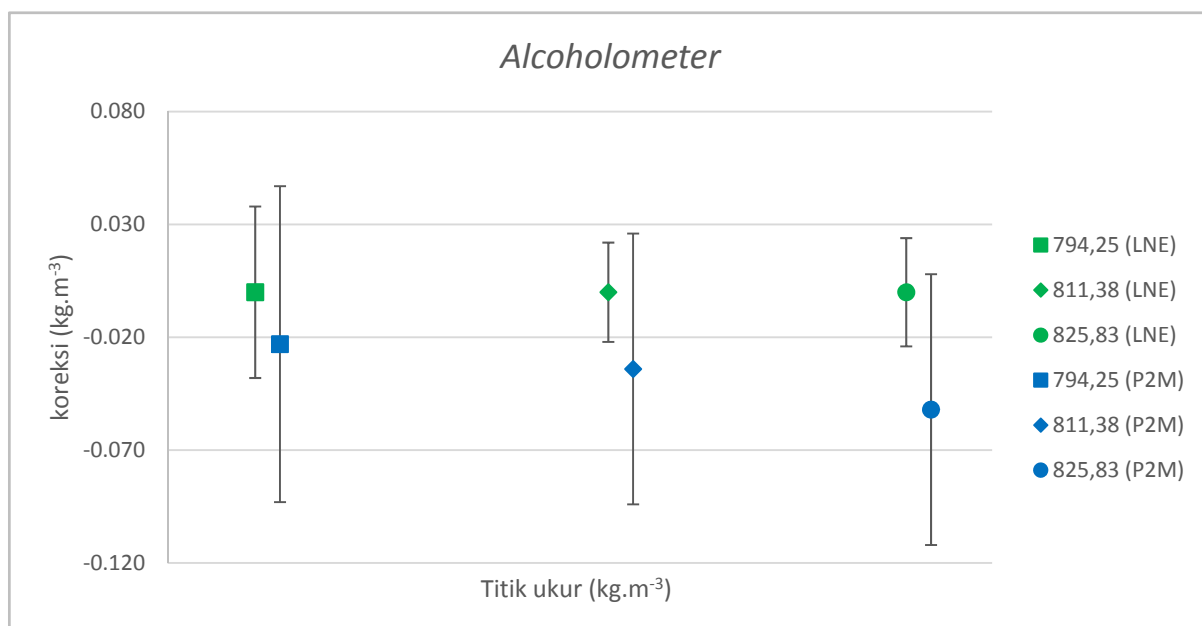 Alcoholometer
0.080
0.030
-0.020
-0.070
-0.120
koreksi (kg.m-3)
Titik ukur (kg.m-3)
794,25 (LNE)
811,38 (LNE)
825,83 (LNE)
794,25 (P2M)
811,38 (P2M)
825,83 (P2M)